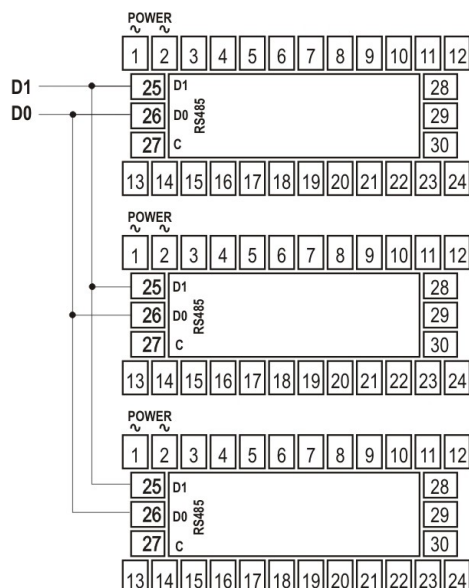 POWER
~ ~
1 2 3 4 5 6 7 8 9 10 11 12
D1 25 D1 28
D0 26 D0 29
RS485
27 C 30
13 14 15 16 17 18 19 20 21 22 23 24
POWER
~ ~
1 2 3 4 5 6 7 8 9 10 11 12
25 D1 28
26 D0 29
RS485
27 C 30
13 14 15 16 17 18 19 20 21 22 23 24
POWER
~ ~
1 2 3 4 5 6 7 8 9 10 11 12
25 D1 28
26 D0 29
RS485
27 C 30
13 14 15 16 17 18 19 20 21 22 23 24